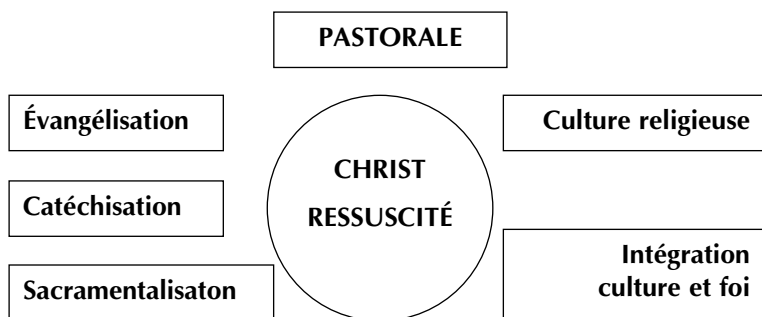 PASTORALE
Évangélisation
Culture religieuse
CHRIST
RESSUSCITÉ
Catéchisation
Intégration
culture et foi
Sacramentalisaton